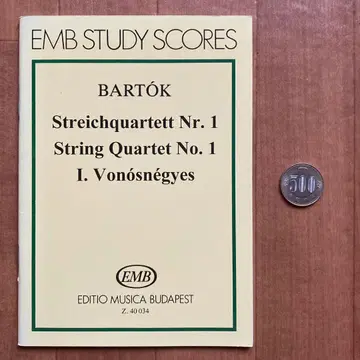 EMB STUDY SCORES
BARTÓK
Streichquartett Nr. 1
String Quartet No. 1
I. Vonósnégyes
EMB
EDITIO MUSICA BUDAPEST
Z. 40 034
500